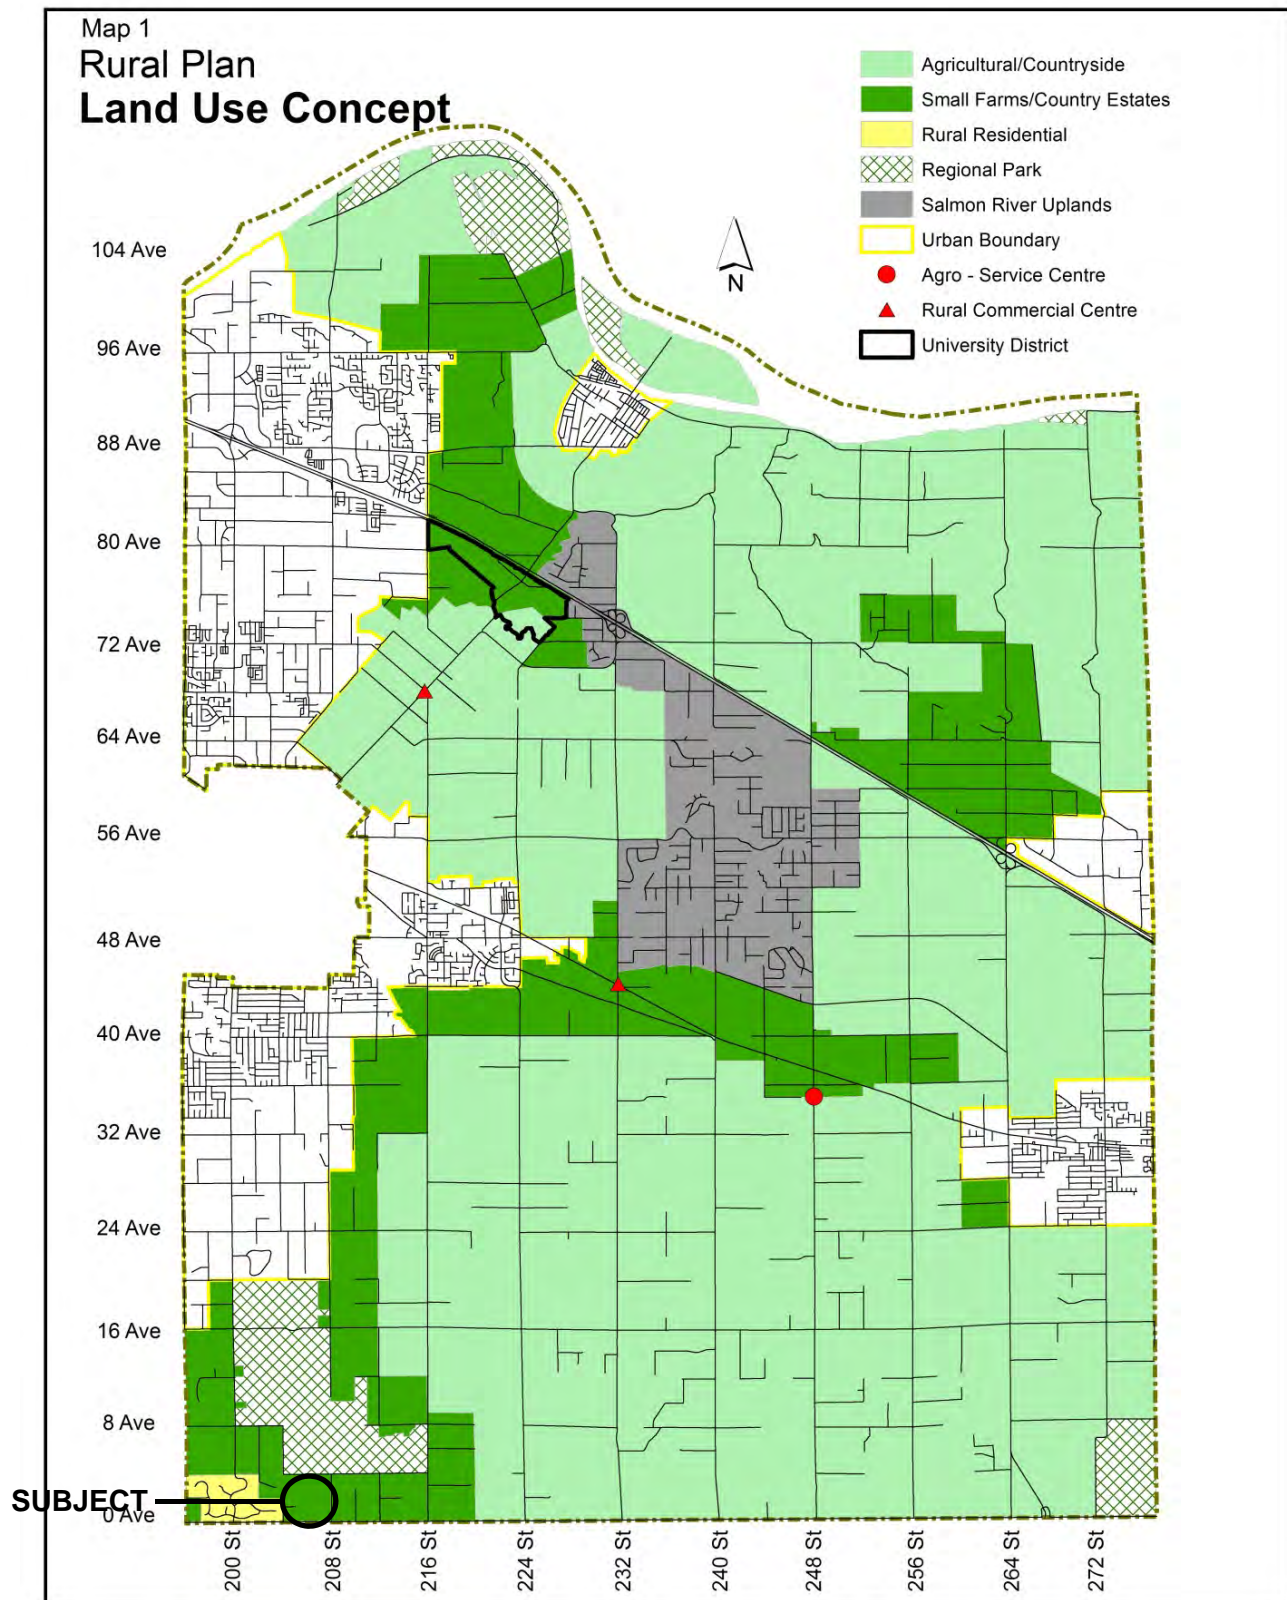 Map 1
Rural Plan
Land Use Concept
Agricultural/Countryside
Small Farms/Country Estates
Rural Residential
Regional Park
Salmon River Uplands
Urban Boundary
Agro - Service Centre
Rural Commercial Centre
University District
N
104 Ave
96 Ave
88 Ave
80 Ave
72 Ave
64 Ave
56 Ave
48 Ave
40 Ave
32 Ave
24 Ave
16 Ave
8 Ave
SUBJECT
0 Ave
200 St
208 St
216 St
224 St
232 St
240 St
248 St
256 St
264 St
272 St